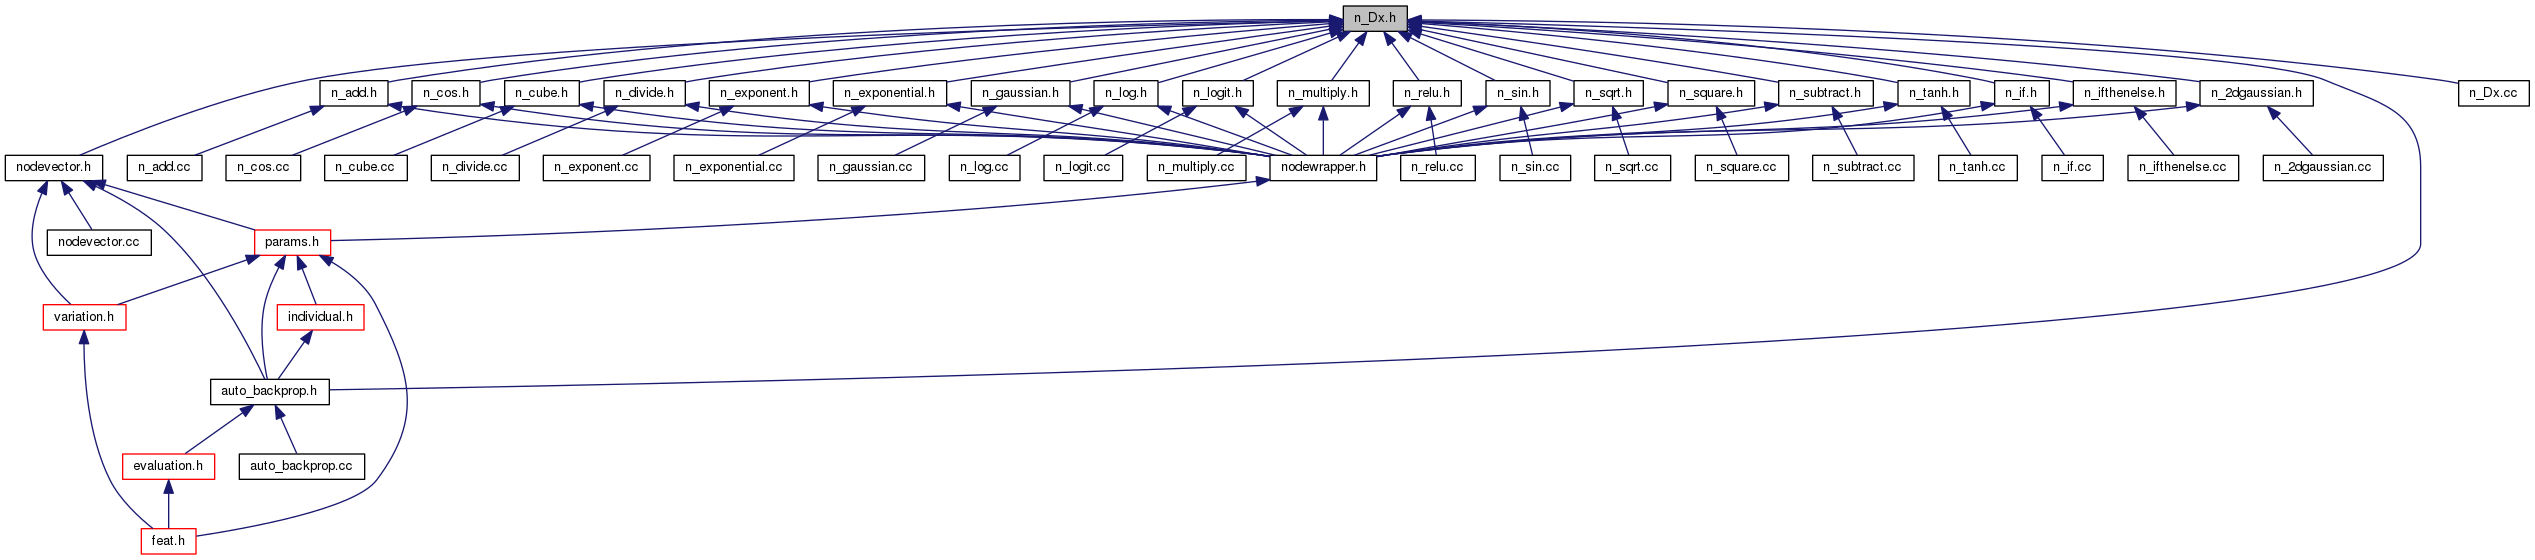 n_Dx.h
n_add.h
n_cos.h
n_cube.h
n_divide.h
n_exponent.h
n_exponential.h
n_gaussian.h
n_log.h
n_logit.h
n_multiply.h
n_relu.h
n_sin.h
n_sqrt.h
n_square.h
n_subtract.h
n_tanh.h
n_if.h
n_ifthenelse.h
n_2dgaussian.h
n_Dx.cc
nodevector.h
n_add.cc
n_cos.cc
n_cube.cc
n_divide.cc
n_exponent.cc
n_exponential.cc
n_gaussian.cc
n_log.cc
n_logit.cc
n_multiply.cc
nodewrapper.h
n_relu.cc
n_sin.cc
n_sqrt.cc
n_square.cc
n_subtract.cc
n_tanh.cc
n_if.cc
n_ifthenelse.cc
n_2dgaussian.cc
nodevector.cc
params.h
variation.h
individual.h
auto_backprop.h
evaluation.h
auto_backprop.cc
feat.h